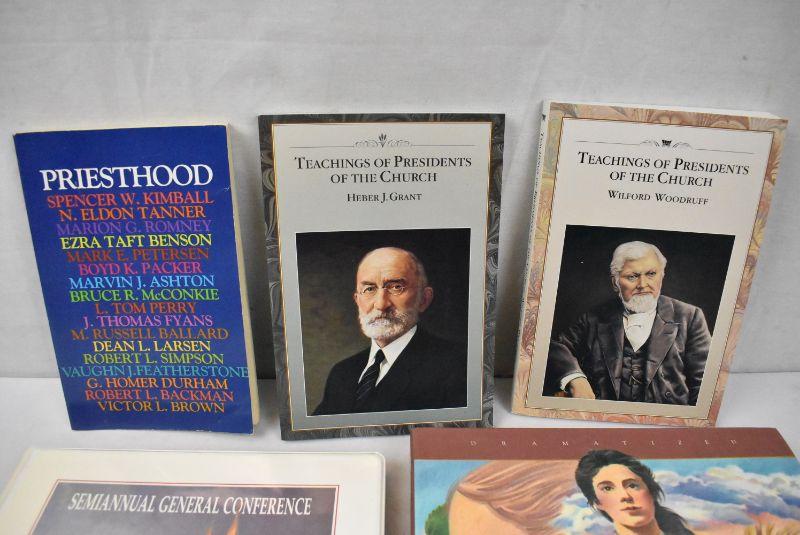 PRIESTHOOD
SPENCER W. KIMBALL
N. ELDON TANNER
MARION G. ROMNEY
EZRA TAFT BENSON
MARK E. PETERSEN
BOYD K. PACKER
MARVIN J. ASHTON
BRUCE R. McCONKIE
L. TOM PERRY
J. THOMAS FYANS
M. RUSSELL BALLARD
DEAN L. LARSEN
ROBERT L. SIMPSON
VAUGHN J. FEATHERSTONE
G. HOMER DURHAM
ROBERT L. BACKMAN
VICTOR L. BROWN
TEACHINGS OF PRESIDENTS
OF THE CHURCH
HEBER J. GRANT
TEACHINGS OF PRESIDENTS
OF THE CHURCH
WILFORD WOODRUFF
SEMIANNUAL GENERAL CONFERENCE
DRAMATIZED